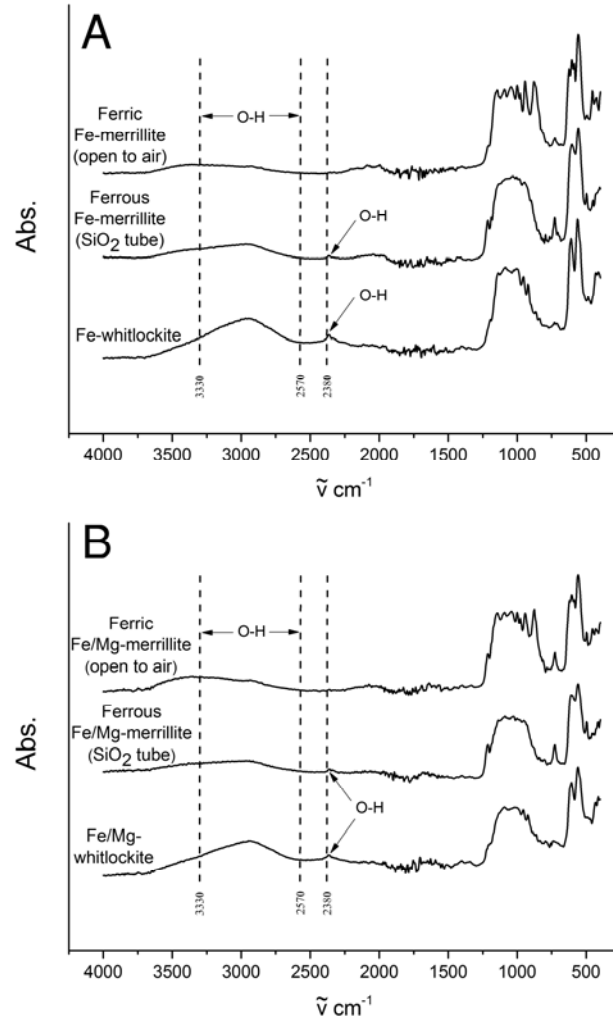 A
O-H
Ferric
Fe-merrillite
(open to air)
Ferrous
Fe-merrillite
(SiO2 tube)
O-H
O-H
Fe-whitlockite
Abs.
3330
2570
2380
4000 3500 3000 2500 2000 1500 1000 500
ṽ cm-1
B
O-H
Ferric
Fe/Mg-merrillite
(open to air)
Ferrous
Fe/Mg-merrillite
(SiO2 tube)
O-H
Fe/Mg-
whitlockite
Abs.
3330
2570
2380
4000 3500 3000 2500 2000 1500 1000 500
ṽ cm-1